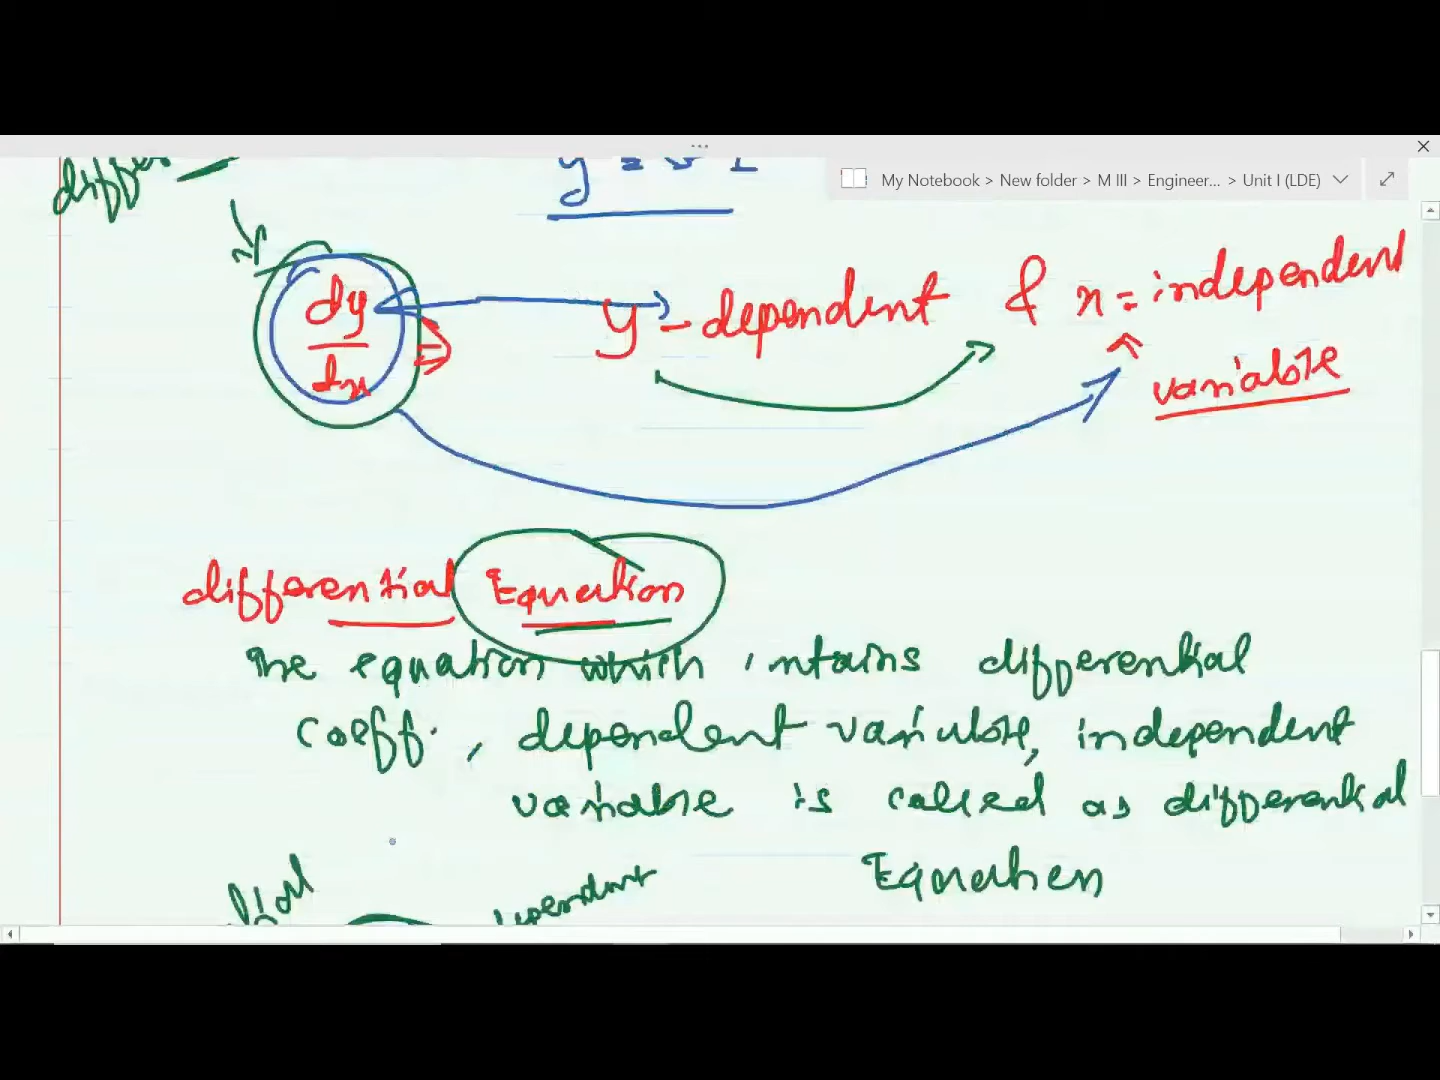 ...
My Notebook > New folder > M III > Engineer... > Unit I (LDE)
dy
dx
y - dependent & x = independent
variable
differential Equation
The equation which intains differential
coeff. , dependent variable, independent
variable is called as differential
Equation